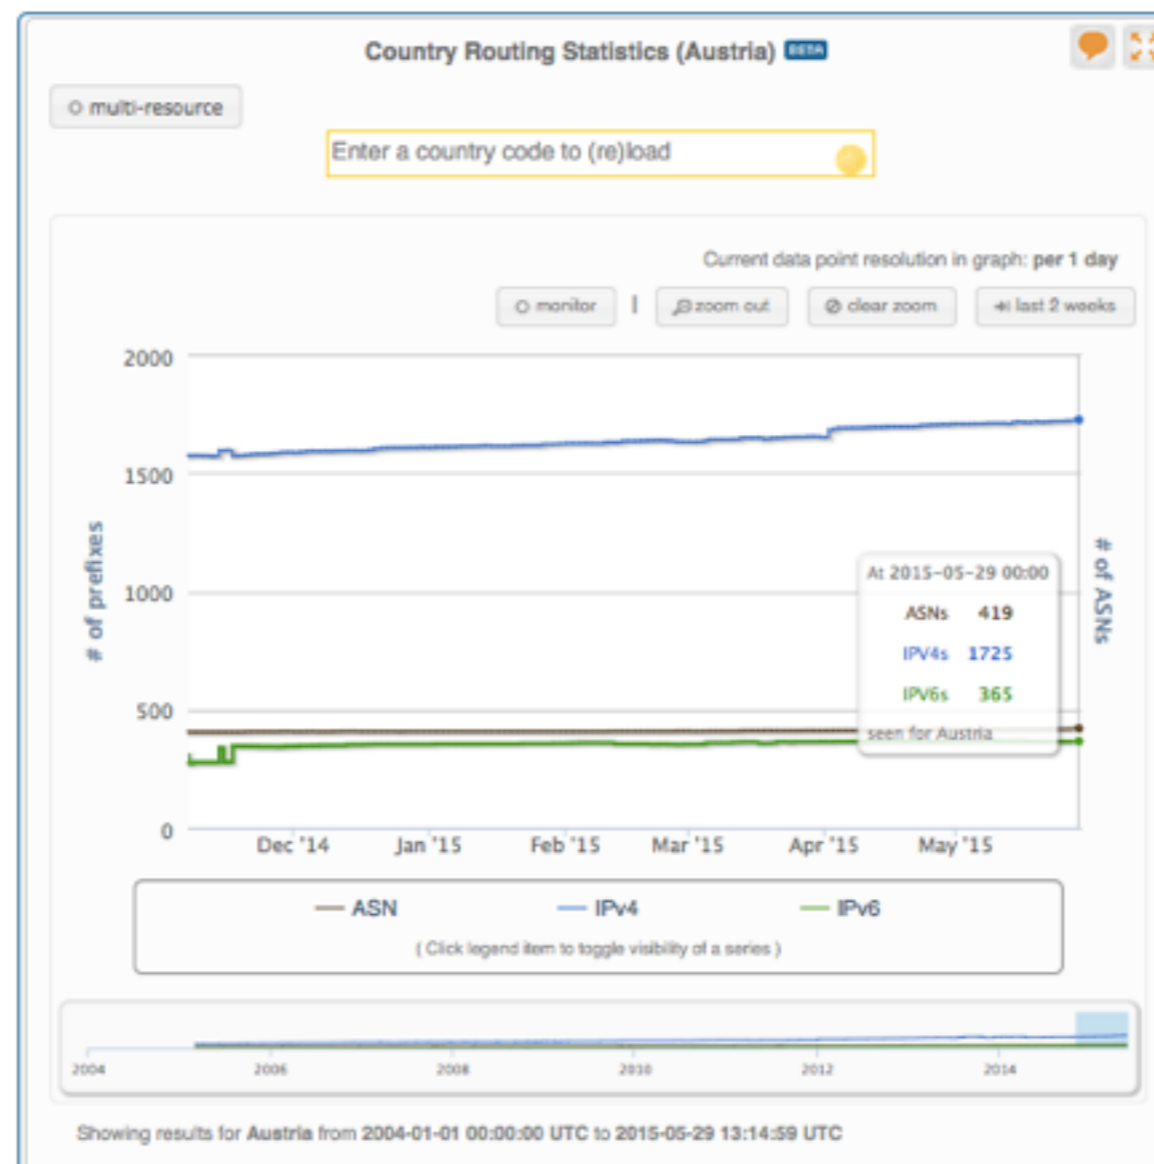 Country Routing Statistics (Austria) BETA
multi-resource
Enter a country code to (re)load
Current data point resolution in graph: per 1 day
monitor | zoom out clear zoom last 2 weeks
2000
1500
1000
500
0
# of prefixes
# of ASNs
At 2015-05-29 00:00
ASNs 419
IPV4s 1725
IPV6s 365
seen for Austria
Dec '14 Jan '15 Feb '15 Mar '15 Apr '15 May '15
ASN IPv4 IPv6
( Click legend item to toggle visibility of a series )
2004 2006 2008 2010 2012 2014
Showing results for Austria from 2004-01-01 00:00:00 UTC to 2015-05-29 13:14:59 UTC